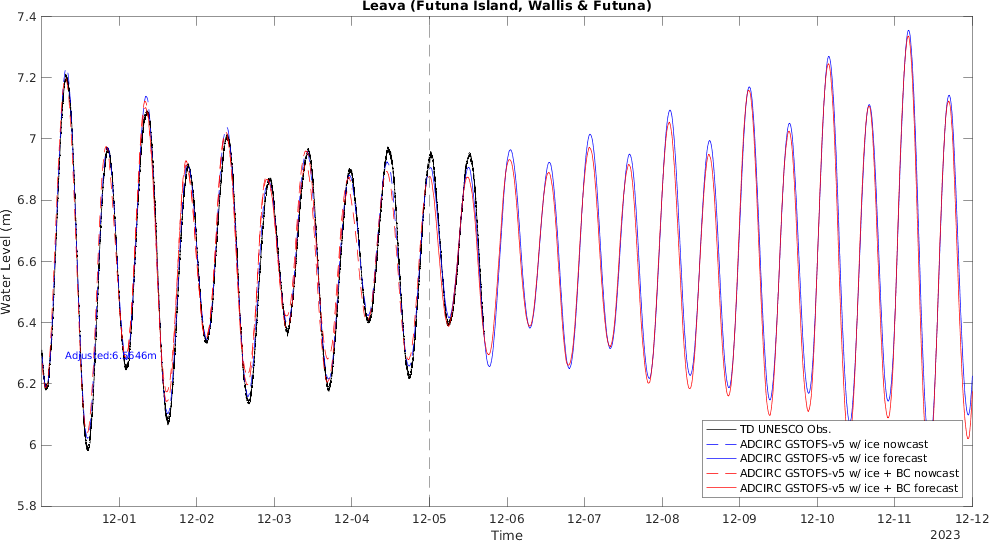 Leava (Futuna Island, Wallis & Futuna)
7.4
7.2
7
6.8
6.6
6.4
6.2
6
5.8
Water Level (m)
TD UNESCO Obs.
ADCIRC GSTOFS-v5 w/ ice nowcast
ADCIRC GSTOFS-v5 w/ ice forecast
ADCIRC GSTOFS-v5 w/ ice + BC nowcast
ADCIRC GSTOFS-v5 w/ ice + BC forecast
12-01 12-02 12-03 12-04 12-05 12-06 12-07 12-08 12-09 12-10 12-11 12-12
Time
2023